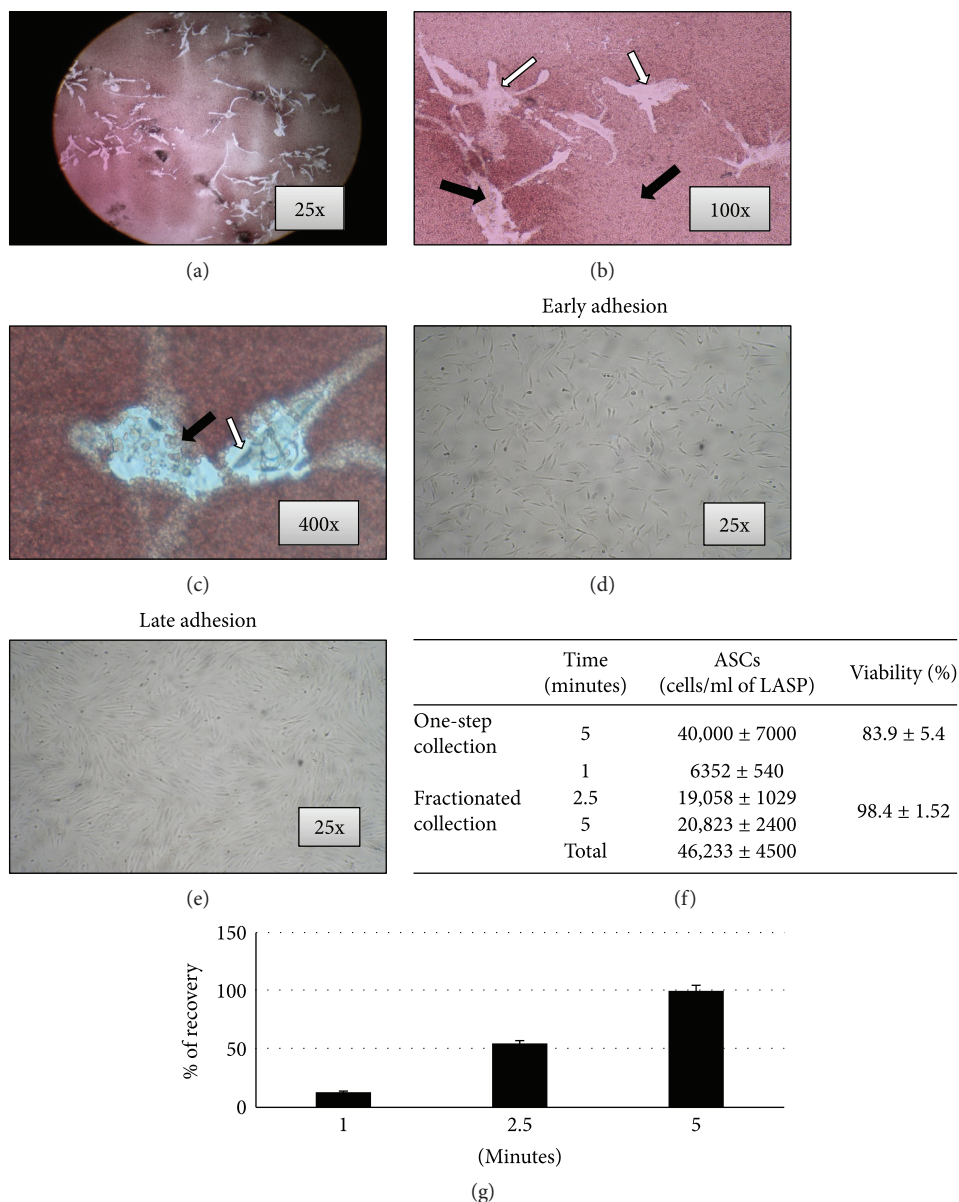 25x
(a)
100x
(b)
400x
(c)
Early adhesion
25x
(d)
Late adhesion
25x
(e)
Time
(minutes)
ASCs
(cells/ml of LASP)
Viability (%)
One-step
collection
5
40,000 ± 7000
83.9 ± 5.4
Fractionated
collection
1
6352 ± 540
2.5
19,058 ± 1029
5
20,823 ± 2400
Total
46,233 ± 4500
98.4 ± 1.52
(f)
% of recovery
150
100
50
0
1
2.5
5
(Minutes)
(g)